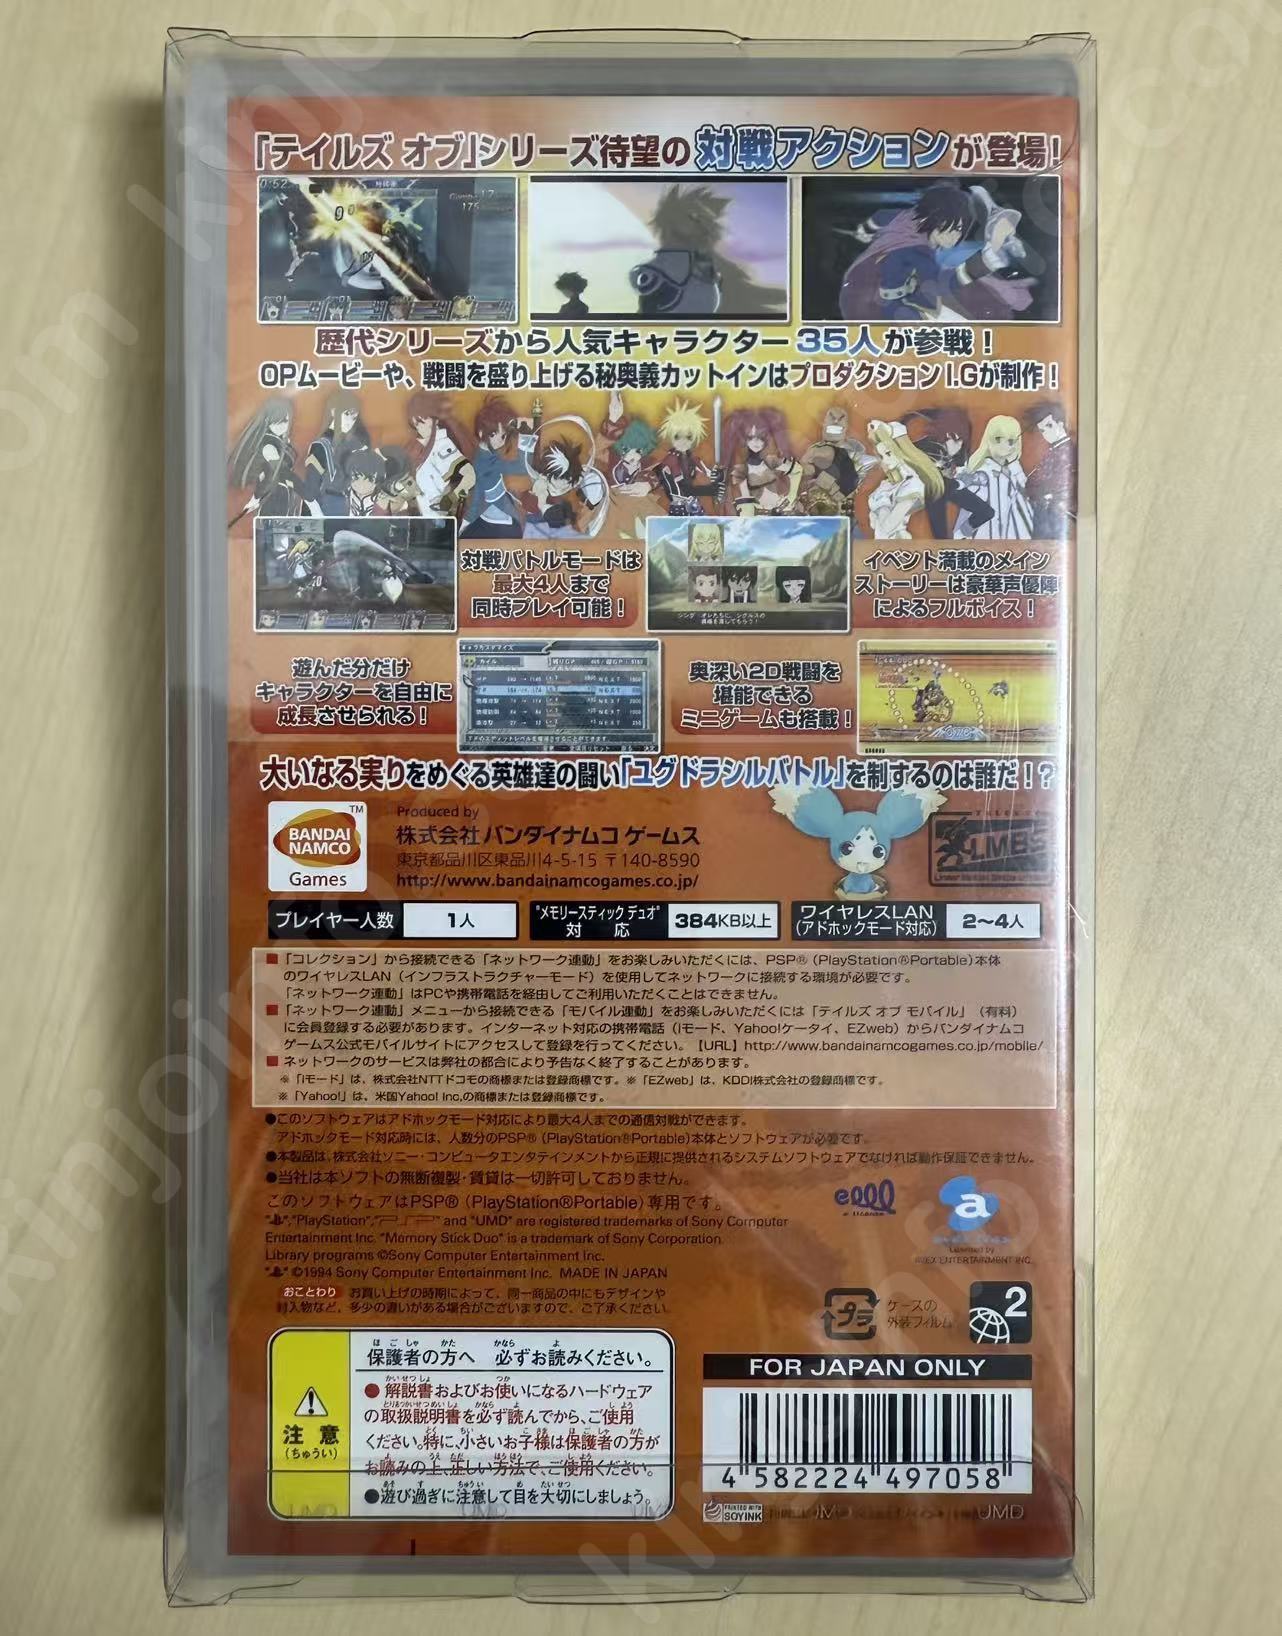 「テイルズ オブ」シリーズ待望の対戦アクションが登場!
歴代シリーズから人気キャラクター35人が参戦!
OPムービーや、戦闘を盛り上げる秘奥義カットインはプロダクションI.Gが制作!
対戦バトルモードは
最大4人まで
同時プレイ可能!
イベント満載のメイン
ストーリーは豪華声優陣
によるフルボイス!
遊んだ分だけ
キャラクターを自由に
成長させられる!
キャラカスタマイズ
カイル
奥深い2D戦闘を
堪能できる
ミニゲームも搭載!
大いなる実りをめぐる英雄達の闘い「ユグドラシルバトル」を制するのは誰だ!?
BANDAI
NAMCO
Games
TM
Produced by
株式会社 バンダイナムコ ゲームス
東京都品川区東品川4-5-15 〒140-8590
http://www.bandainamcogames.co.jp/
LMBS
プレイヤー人数 1人
"メモリースティック デュオ"
対 応 384KB以上
ワイヤレスLAN
(アドホックモード対応) 2〜4人
■「コレクション」から接続できる「ネットワーク連動」をお楽しみいただくには、PSP®(PlayStation®Portable)本体
のワイヤレスLAN(インフラストラクチャーモード)を使用してネットワークに接続する環境が必要です。
「ネットワーク連動」はPCや携帯電話を経由してご利用いただくことはできません。
■「ネットワーク連動」メニューから接続できる「モバイル連動」をお楽しみいただくには「テイルズ オブ モバイル」(有料)
に会員登録する必要があります。インターネット対応の携帯電話(iモード、Yahoo!ケータイ、EZweb)からバンダイナムコ
ゲームス公式モバイルサイトにアクセスして登録を行ってください。【URL】http://www.bandainamcogames.co.jp/mobile/
■ネットワークのサービスは弊社の都合により予告なく終了することがあります。
※「iモード」は、株式会社NTTドコモの商標または登録商標です。※「EZweb」は、KDDI株式会社の登録商標です。
※「Yahoo!」は、米国Yahoo! Inc.の商標または登録商標です。
●このソフトウェアはアドホックモード対応により最大4人までの通信対戦ができます。
アドホックモード対応時には、人数分のPSP®(PlayStation®Portable)本体とソフトウェアが必要です。
●本製品は、株式会社ソニー・コンピュータエンタテインメントから正規に提供されるシステムソフトウェアでなければ動作保証できません。
●当社は本ソフトの無断複製・賃貸は一切許可しておりません。
このソフトウェアはPSP®(PlayStation®Portable)専用です。
"PlayStation", and "UMD" are registered trademarks of Sony Computer
Entertainment Inc. "Memory Stick Duo" is a trademark of Sony Corporation.
Library programs ©Sony Computer Entertainment Inc.
©1994 Sony Computer Entertainment Inc. MADE IN JAPAN
a
Licensed by
AVEX ENTERTAINMENT INC.
おことわり お買い上げの時期によって、同一商品の中にもデザインや
封入物など、多少の違いがある場合がございますので、ご了承ください。
プラ
ケースの
外装フィルム
2
保護者の方へ 必ずお読みください。
注意
(ちゅうい)
●解説書およびお使いになるハードウェア
の取扱説明書を必ず読んでから、ご使用
ください。特に、小さいお子様は保護者の方が
お読みの上、正しい方法で、ご使用ください。
●遊び過ぎに注意して目を大切にしましょう。
FOR JAPAN ONLY
4 582224 497058
PRINTED WITH
SOY INK
UMD